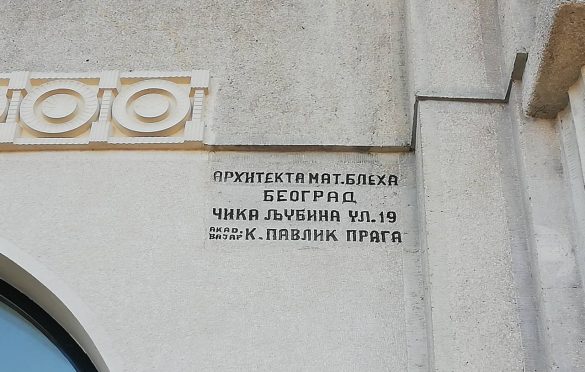 АРХИТЕКТА МАТ. БЛЕХА
БЕОГРАД
ЧИКА ЉУБИНА УЛ. 19
АКАД. ВАЈАР К. ПАВЛИК ПРАГА